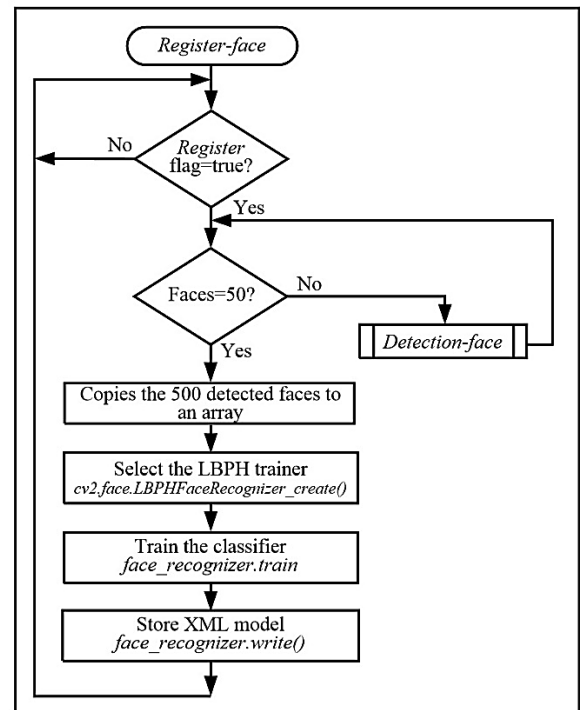 Register-face
No
Register
flag=true?
Yes
Faces=50?
No
Detection-face
Yes
Copies the 500 detected faces to
an array
Select the LBPH trainer
cv2.face.LBPHFaceRecognizer_create()
Train the classifier
face_recognizer.train
Store XML model
face_recognizer.write()